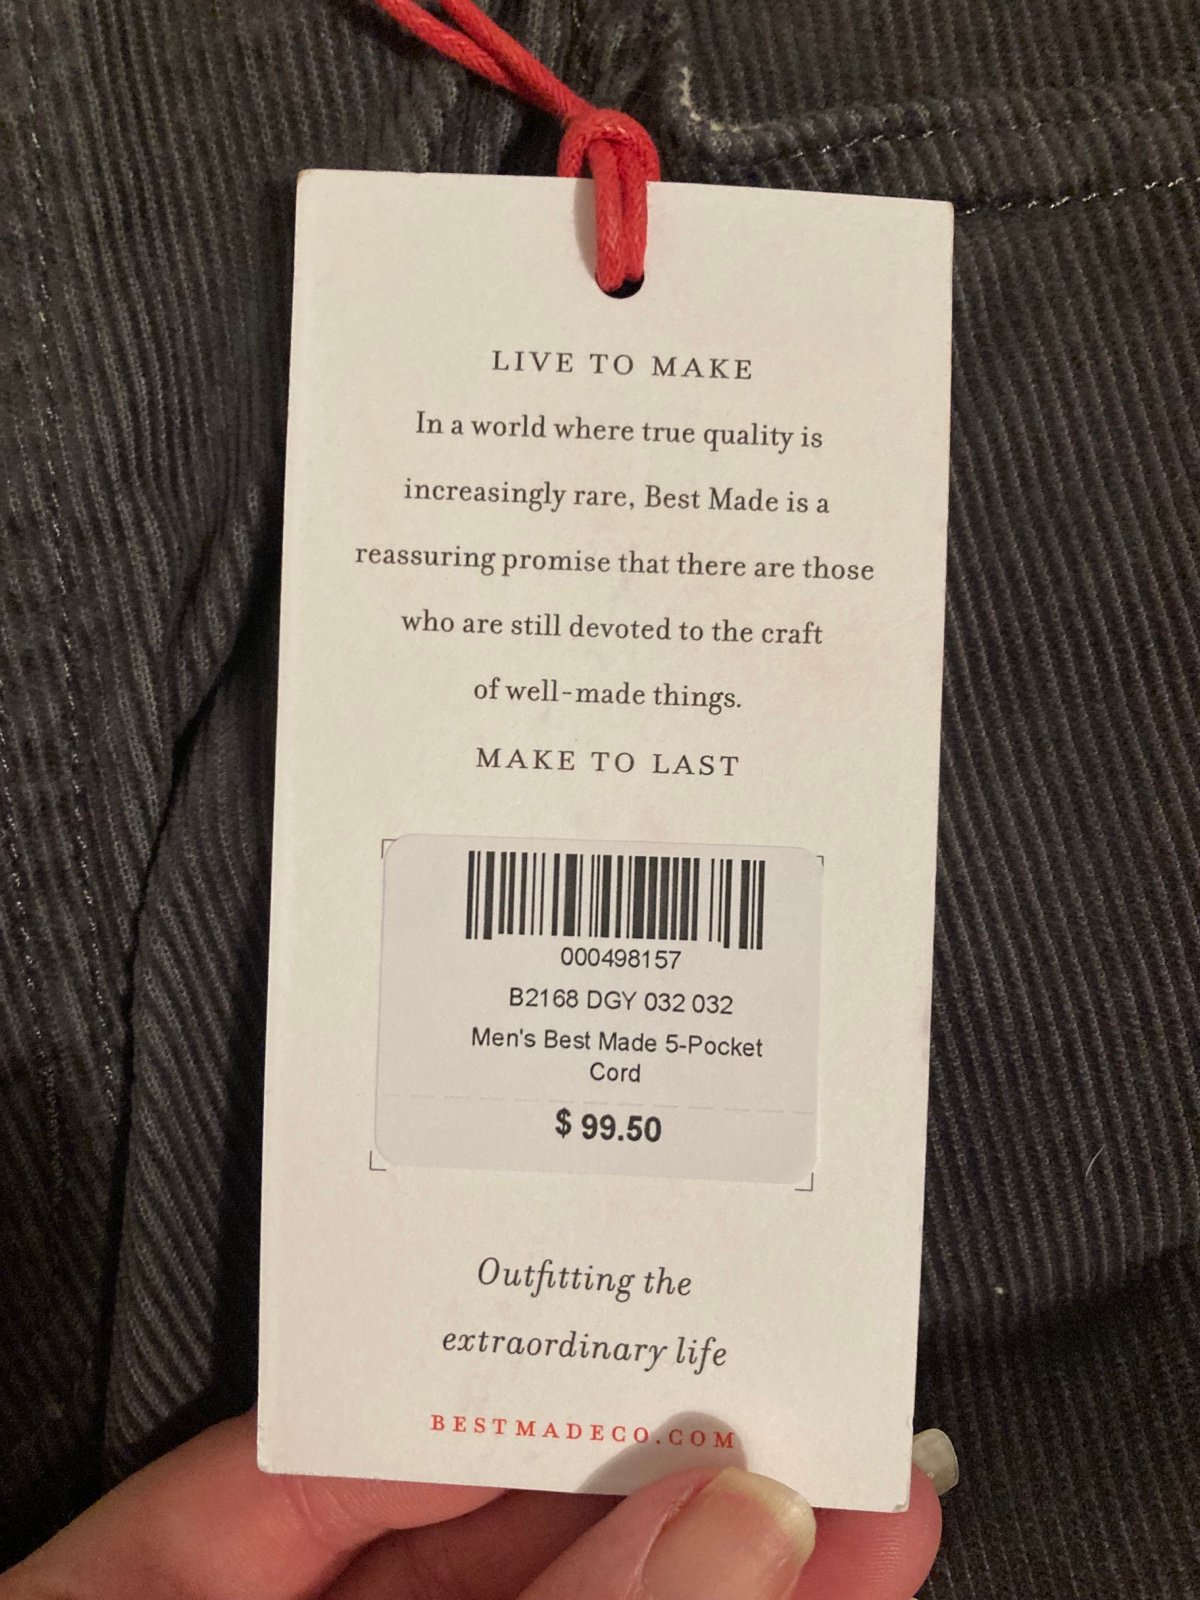 LIVE TO MAKE
In a world where true quality is
increasingly rare, Best Made is a
reassuring promise that there are those
who are still devoted to the craft
of well-made things.
MAKE TO LAST
000498157
B2168 DGY 032 032
Men's Best Made 5-Pocket
Cord
$ 99.50
Outfitting the
extraordinary life
BESTMADECO.COM